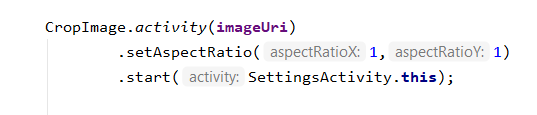 CropImage.activity(imageUri)
.setAspectRatio( aspectRatioX: 1, aspectRatioY: 1)
.start( activity: SettingsActivity.this);